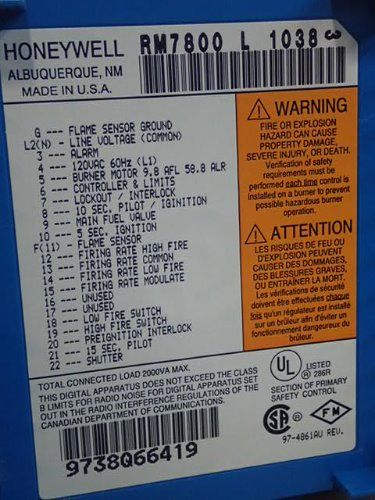 HONEYWELL
RM7800 L 1038 3
ALBUQUERQUE, NM
MADE IN U.S.A.
G --- FLAME SENSOR GROUND
L2(N) - LINE VOLTAGE (COMMON)
3 --- ALARM
4 --- 120VAC 60Hz (L1)
5 --- BURNER MOTOR 9.8 AFL 58.8 ALR
6 --- CONTROLLER & LIMITS
7 --- LOCKOUT / INTERLOCK
8 --- 10 SEC. PILOT / IGINITION
9 --- MAIN FUEL VALVE
10 --- 5 SEC. IGNITION
F(11) - FLAME SENSOR
12 --- FIRING RATE HIGH FIRE
13 --- FIRING RATE COMMON
14 --- FIRING RATE LOW FIRE
15 --- FIRING RATE MODULATE
16 --- UNUSED
17 --- UNUSED
18 --- LOW FIRE SWITCH
19 --- HIGH FIRE SWITCH
20 --- PREIGNITION INTERLOCK
21 --- 15 SEC. PILOT
22 --- SHUTTER
WARNING
FIRE OR EXPLOSION
HAZARD CAN CAUSE
PROPERTY DAMAGE,
SEVERE INJURY, OR DEATH.
Verification of safety
requirements must be
performed each time control is
installed on a burner to prevent
possible hazardous burner
operation.
ATTENTION
LES RISQUES DE FEU OU
D'EXPLOSION PEUVENT
CAUSER DES DOMMAGES,
DES BLESSURES GRAVES,
OU ENTRAÎNER LA MORT.
Les vérifications de sécurité
doivent être effectuées chaque
fois qu'un régulateur est installé
sur un brûleur afin d'éviter un
fonctionnement dangeureux du
brûleur.
TOTAL CONNECTED LOAD 2000VA MAX.
THIS DIGITAL APPARATUS DOES NOT EXCEED THE CLASS
B LIMITS FOR RADIO NOISE FOR DIGITAL APPARATUS SET
OUT IN THE RADIO INTERFERENCE REGULATIONS OF THE
CANADIAN DEPARTMENT OF COMMUNICATIONS.
UL LISTED
286R
SECTION OF PRIMARY
SAFETY CONTROL
SA FM
97-4861AU REV.
9738Q66419